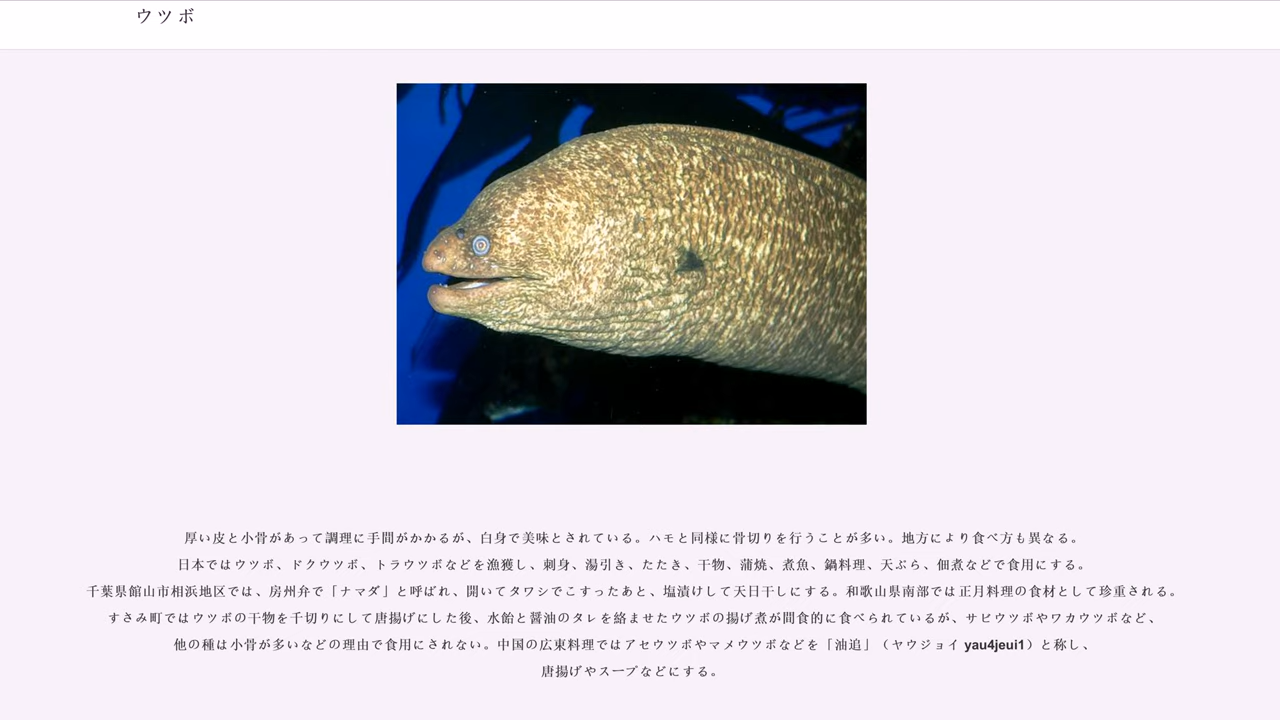 ウツボ
厚い皮と小骨があって調理に手間がかかるが、白身で美味とされている。ハモと同様に骨切りを行うことが多い。地方により食べ方も異なる。
日本ではウツボ、ドクウツボ、トラウツボなどを漁獲し、刺身、湯引き、たたき、干物、蒲焼、煮魚、鍋料理、天ぷら、佃煮などで食用にする。
千葉県館山市相浜地区では、房州弁で「ナマダ」と呼ばれ、開いてタワシでこすったあと、塩漬けして天日干しにする。和歌山県南部では正月料理の食材として珍重される。
すさみ町ではウツボの干物を千切りにして唐揚げにした後、水飴と醤油のタレを絡ませたウツボの揚げ煮が間食的に食べられているが、サビウツボやワカウツボなど、
他の種は小骨が多いなどの理由で食用にされない。中国の広東料理ではアセウツボやマメウツボなどを「油追」（ヤウジョイ yau4jeui1）と称し、
唐揚げやスープなどにする。